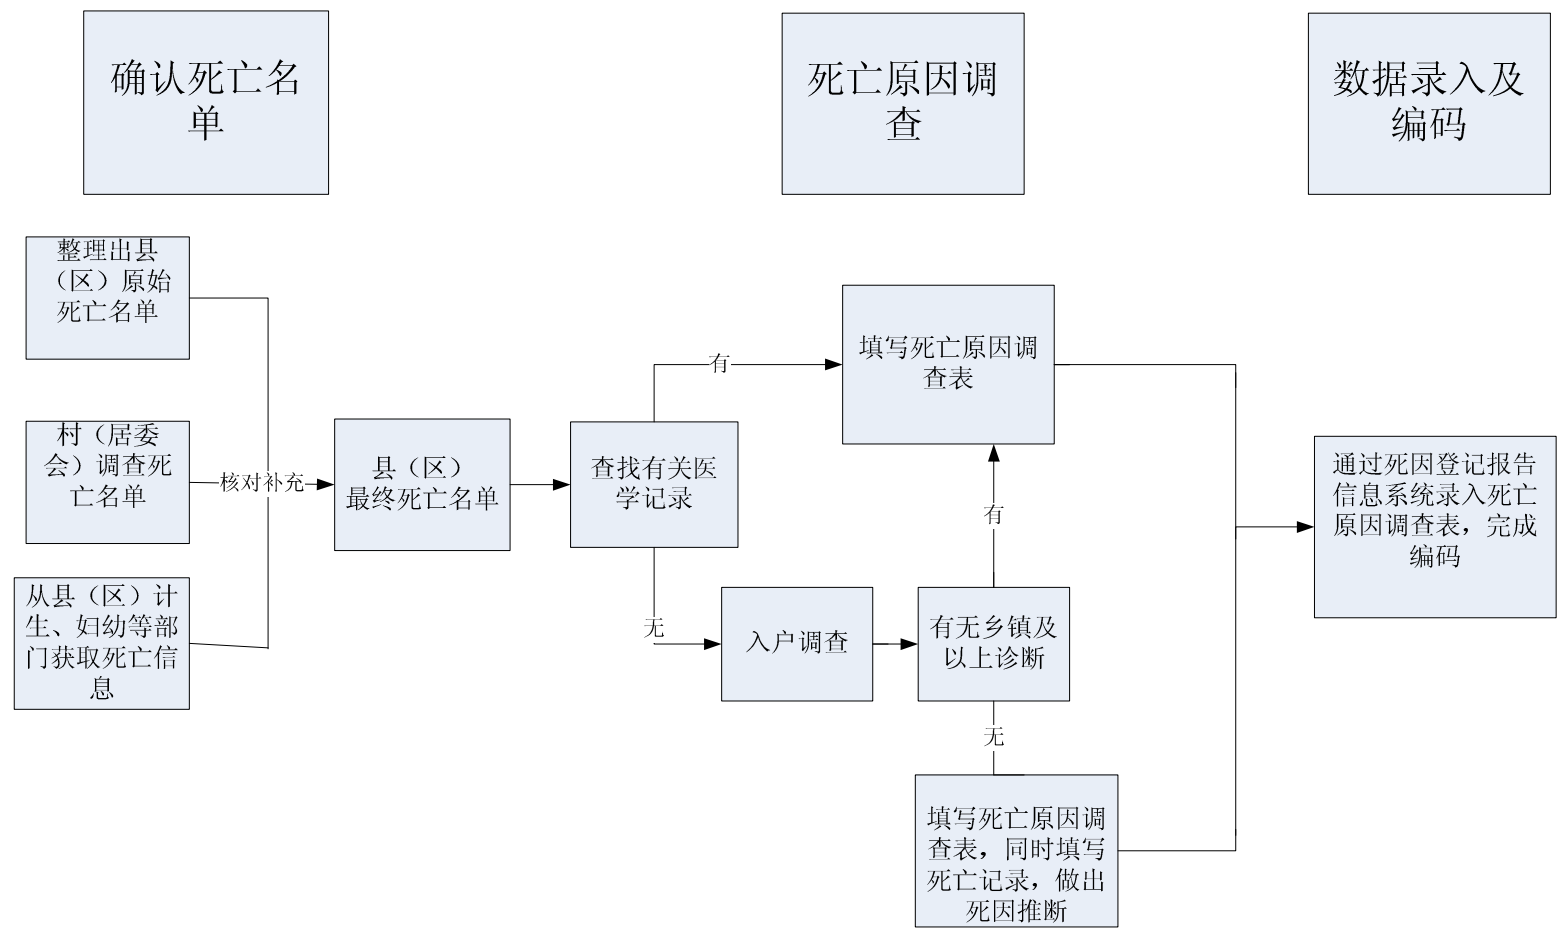 确认死亡名
单
死亡原因调
查
数据录入及
编码
整理出县
（区）原始
死亡名单
村（居委
会）调查死
亡名单
从县（区）计
生、妇幼等部
门获取死亡信
息
核对补充
县（区）
最终死亡名单
查找有关医
学记录
有
无
填写死亡原因调
查表
入户调查
有
有无乡镇及
以上诊断
无
填写死亡原因调
查表，同时填写
死亡记录，做出
死因推断
通过死因登记报告
信息系统录入死亡
原因调查表，完成
编码